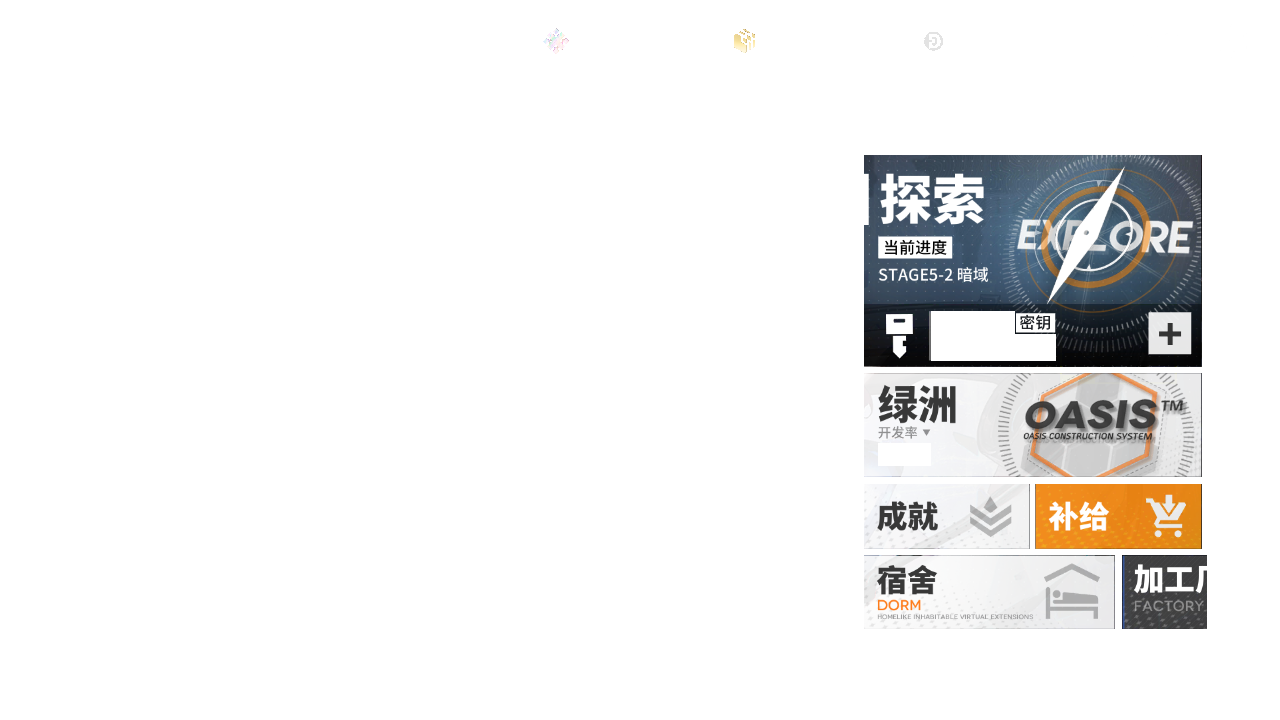 探索
EXPLORE
当前进度
STAGE5-2 暗域
密钥
绿洲
开发率
OASIS™
OASIS CONSTRUCTION SYSTEM
成就
补给
宿舍
DORM
HOMELIKE INHABITABLE VIRTUAL EXTENSIONS
加工厂
FACTORY